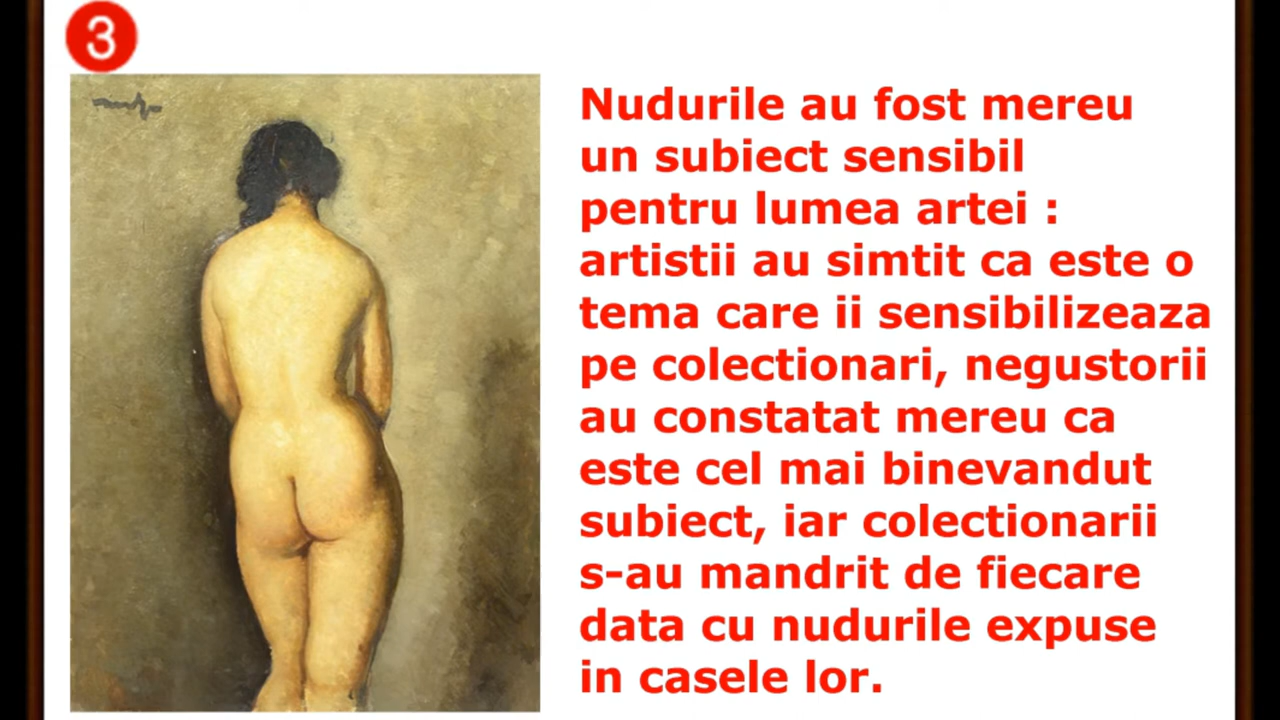 3
Nudurile au fost mereu
un subiect sensibil
pentru lumea artei :
artistii au simtit ca este o
tema care ii sensibilizeaza
pe colectionari, negustorii
au constatat mereu ca
este cel mai binevandut
subiect, iar colectionarii
s-au mandrit de fiecare
data cu nudurile expuse
in casele lor.